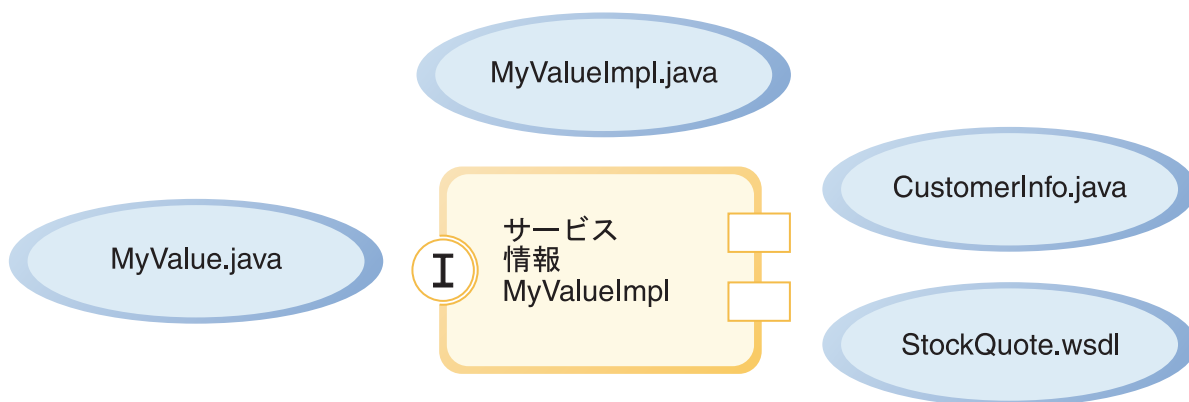 MyValueImpl.java
CustomerInfo.java
MyValue.java
I
サービス
情報
MyValueImpl
StockQuote.wsdl